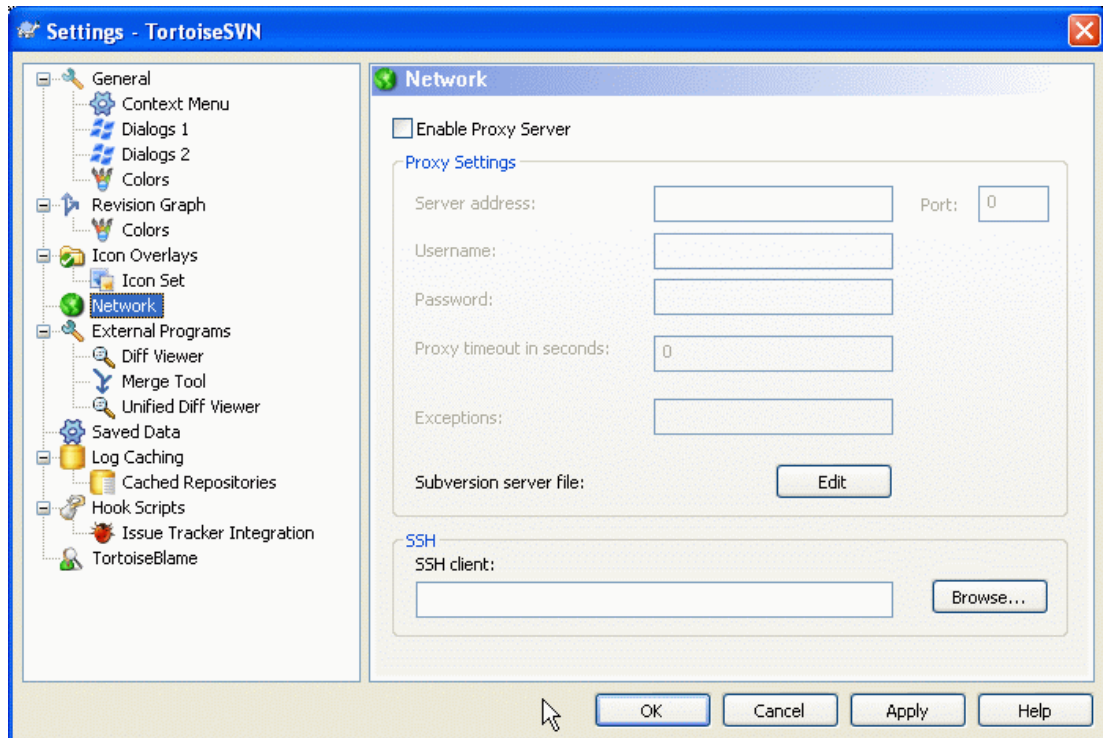 Settings - TortoiseSVN
General
Context Menu
Dialogs 1
Dialogs 2
Colors
Revision Graph
Colors
Icon Overlays
Icon Set
Network
External Programs
Diff Viewer
Merge Tool
Unified Diff Viewer
Saved Data
Log Caching
Cached Repositories
Hook Scripts
Issue Tracker Integration
TortoiseBlame
Network
Enable Proxy Server
Proxy Settings
Server address: Port: 0
Username:
Password:
Proxy timeout in seconds: 0
Exceptions:
Subversion server file: Edit
SSH
SSH client:
Browse...
OK Cancel Apply Help